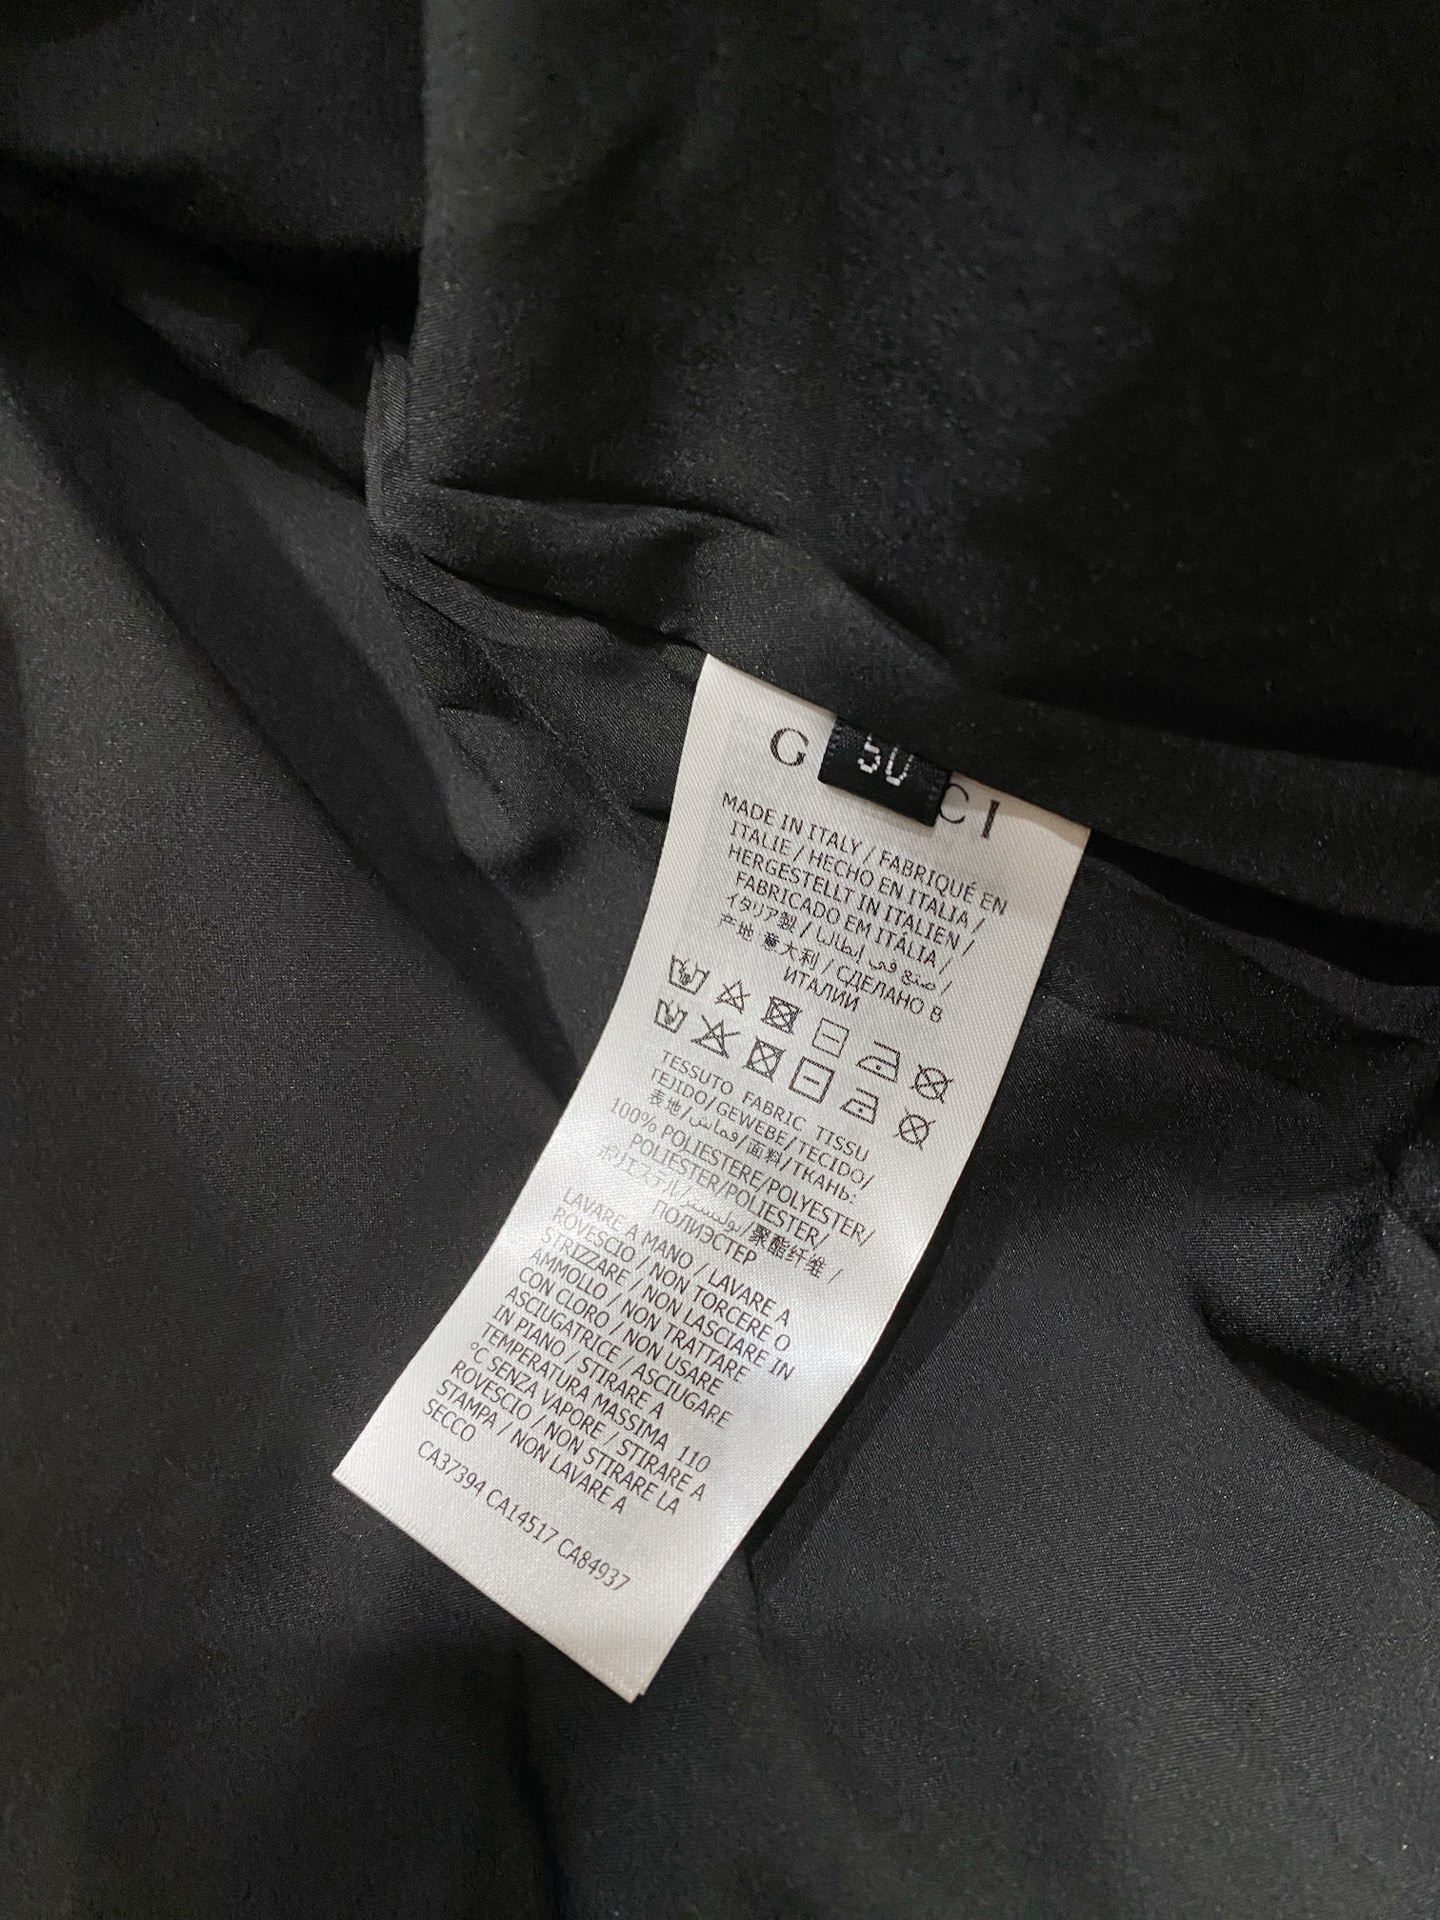 G CI
MADE IN ITALY / FABRIQUÉ EN
ITALIE / HECHO EN ITALIA /
HERGESTELLT IN ITALIEN /
FABRICADO EM ITÁLIA /
イタリア製 / صنع في إيطاليا /
产地 意大利 / СДЕЛАНО В
ИТАЛИИ
TESSUTO FABRIC TISSU
TEJIDO/GEWEBE/TECIDO/
表地/قماش/面料/ТКАНЬ:
100% POLIESTERE/POLYESTER/
POLIESTER/POLIESTER/
ポリエステル/بوليستر/聚酯纤维 /
ПОЛИЭСТЕР
LAVARE A MANO / LAVARE A
ROVESCIO / NON TORCERE O
STRIZZARE / NON LASCIARE IN
AMMOLLO / NON TRATTARE
CON CLORO / NON USARE
ASCIUGATRICE / ASCIUGARE
IN PIANO / STIRARE A
TEMPERATURA MASSIMA 110
°C SENZA VAPORE / STIRARE A
ROVESCIO / NON STIRARE LA
STAMPA / NON LAVARE A
SECCO
CA37394 CA14517 CA84937